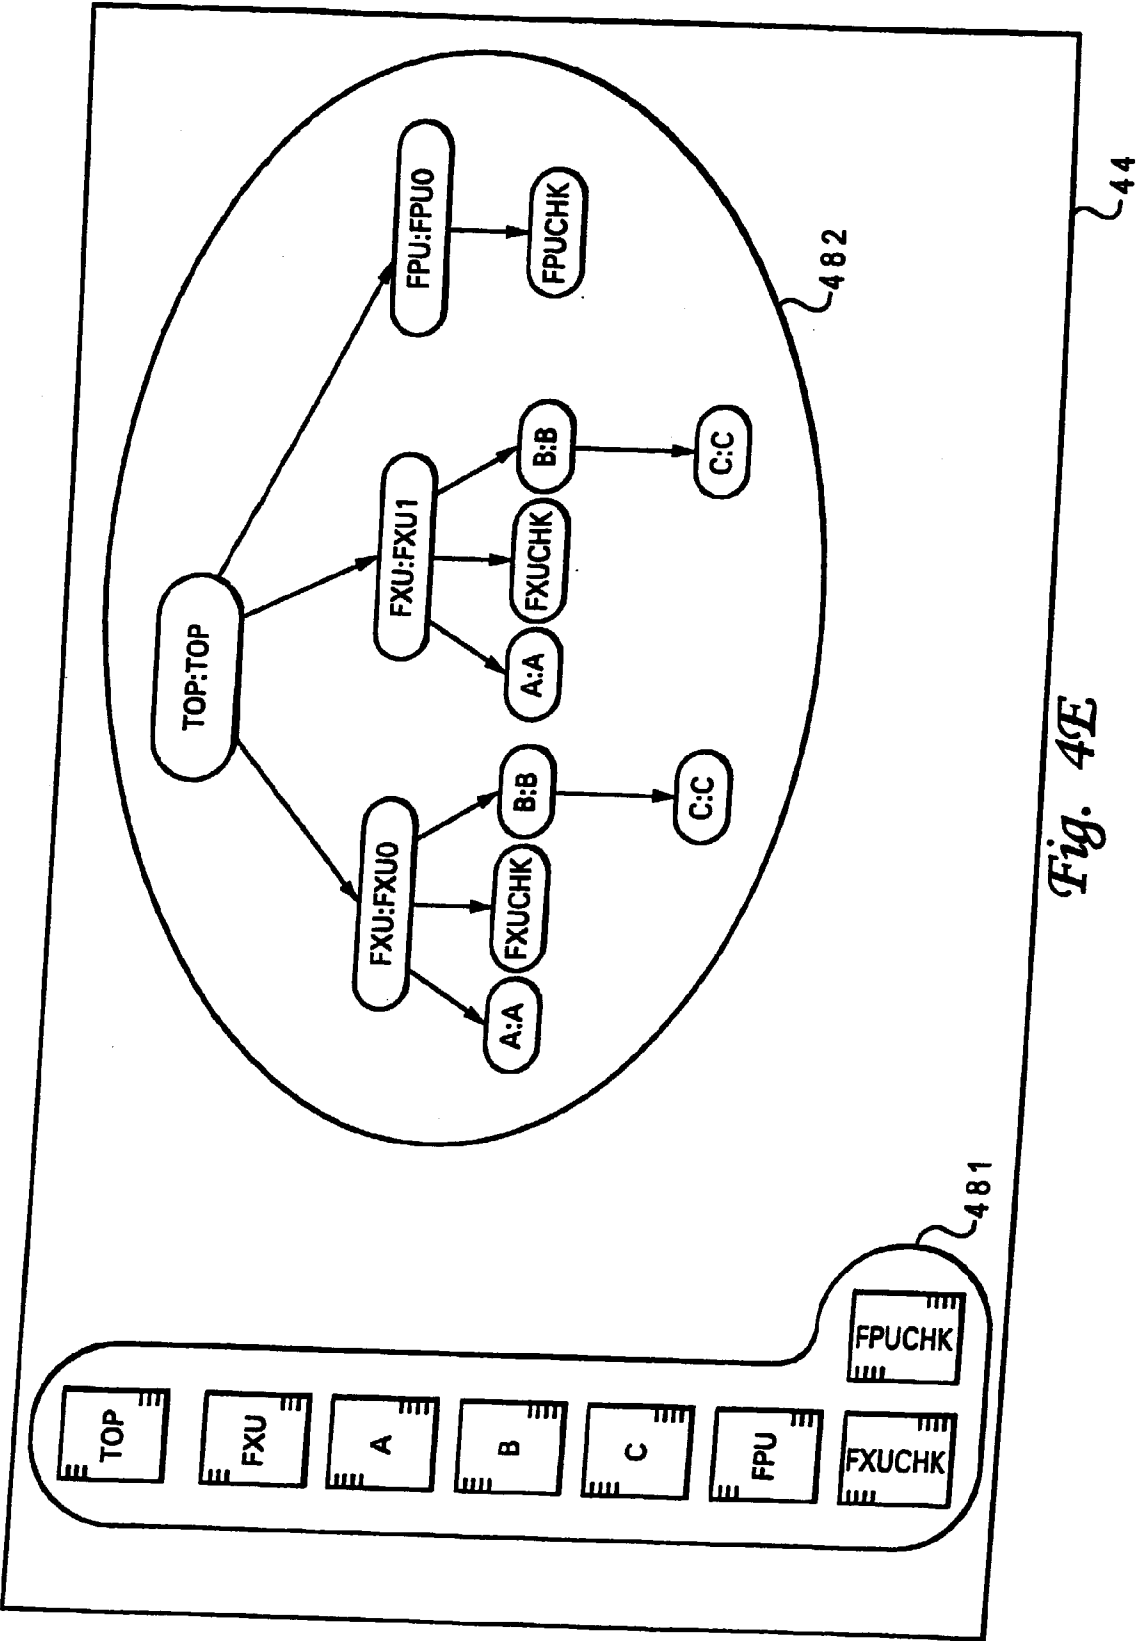 TOP
FXU
A
B
C
FPU
FXUCHK
FPUCHK
481
TOP:TOP
FXU:FXU0
FXU:FXU1
FPU:FPU0
A:A
FXUCHK
B:B
A:A
FXUCHK
B:B
FPUCHK
C:C
C:C
482
44
Fig. 4E